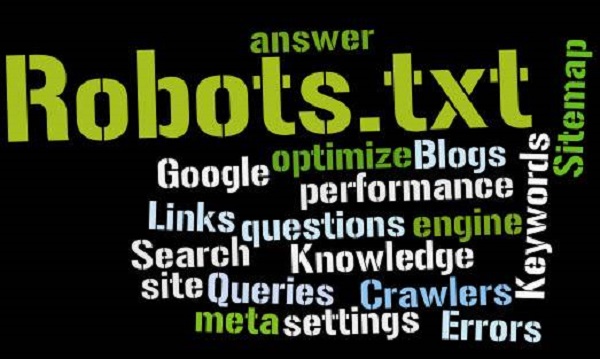 answer
Robots.txt
Sitemap
Google optimize Blogs
performance
Keywords
Links questions engine
Search Knowledge
site Queries Crawlers
meta settings Errors